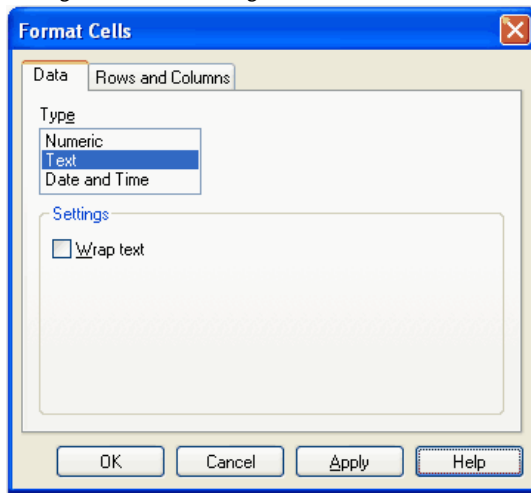 Format Cells
Data
Rows and Columns
Type
Numeric
Text
Date and Time
Settings
Wrap text
OK
Cancel
Apply
Help